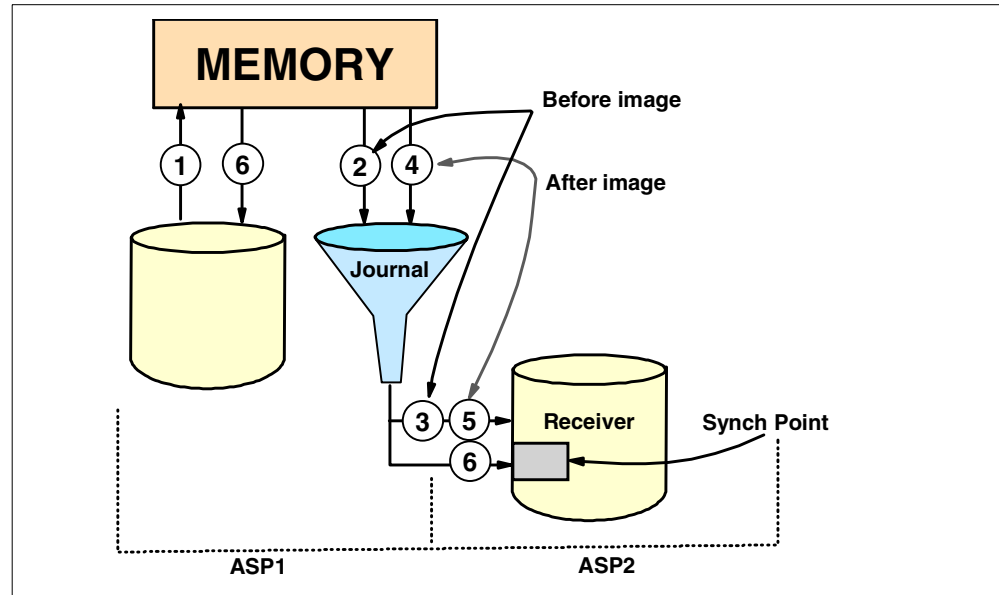 MEMORY
Before image
1
6
2
4
After image
Journal
3
5
Receiver
Synch Point
6
ASP1
ASP2